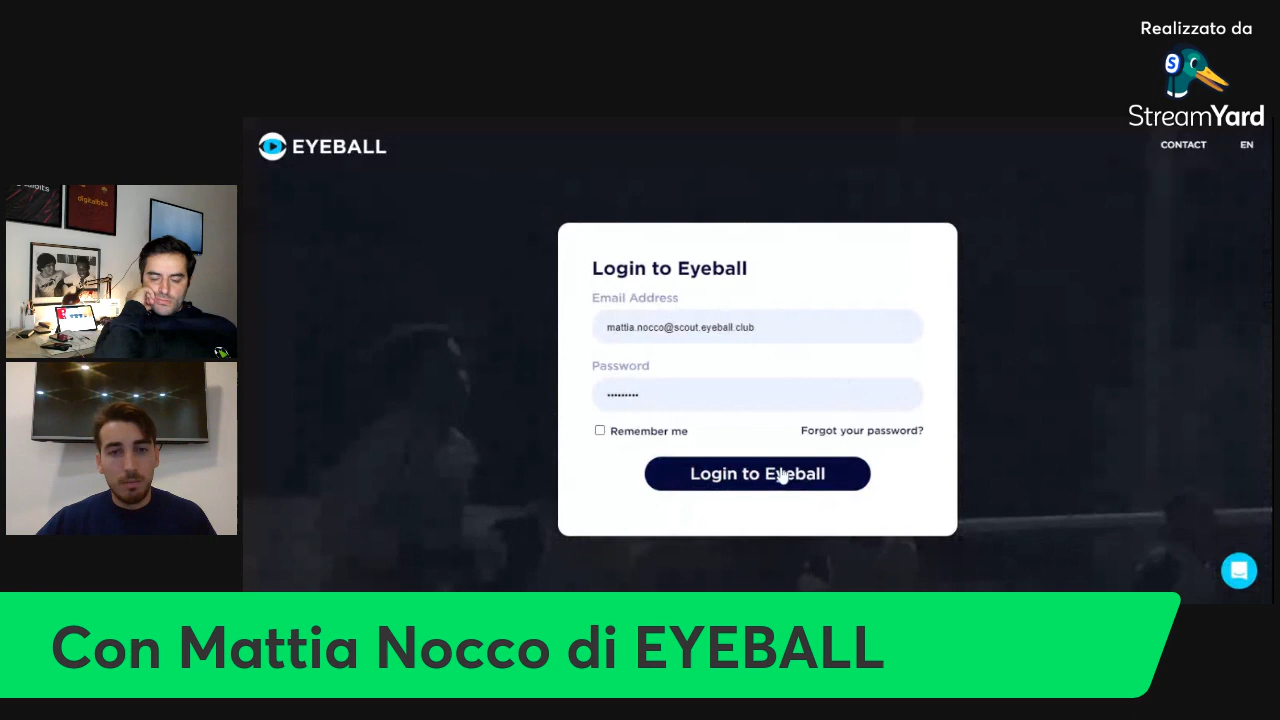 Realizzato da
S
StreamYard
EYEBALL
CONTACT
EN
digitalbits
Login to Eyeball
Email Address
mattia.nocco@scout.eyeball.club
Password
•••••••••
Remember me
Forgot your password?
Login to Eyeball
Con Mattia Nocco di EYEBALL